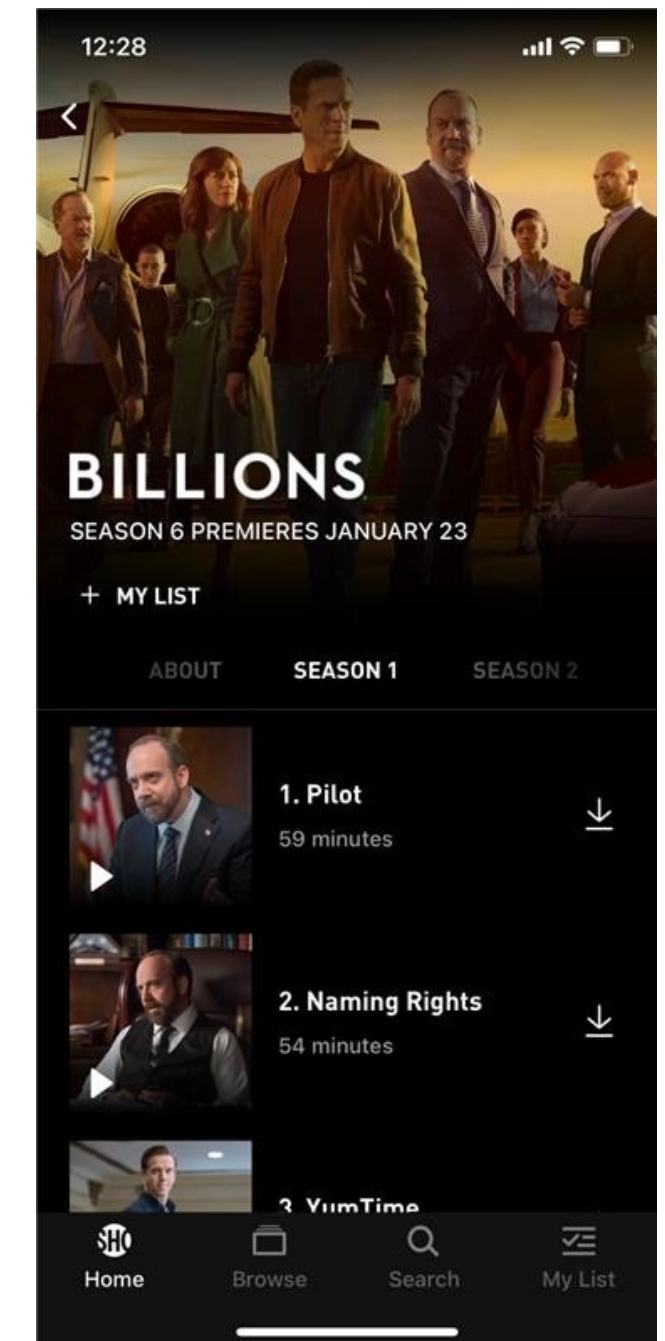 12:28
BILLIONS
SEASON 6 PREMIERES JANUARY 23
+ MY LIST
ABOUT SEASON 1 SEASON 2
1. Pilot
59 minutes
2. Naming Rights
54 minutes
3. YumTime
SHO
Home Browse Search My List